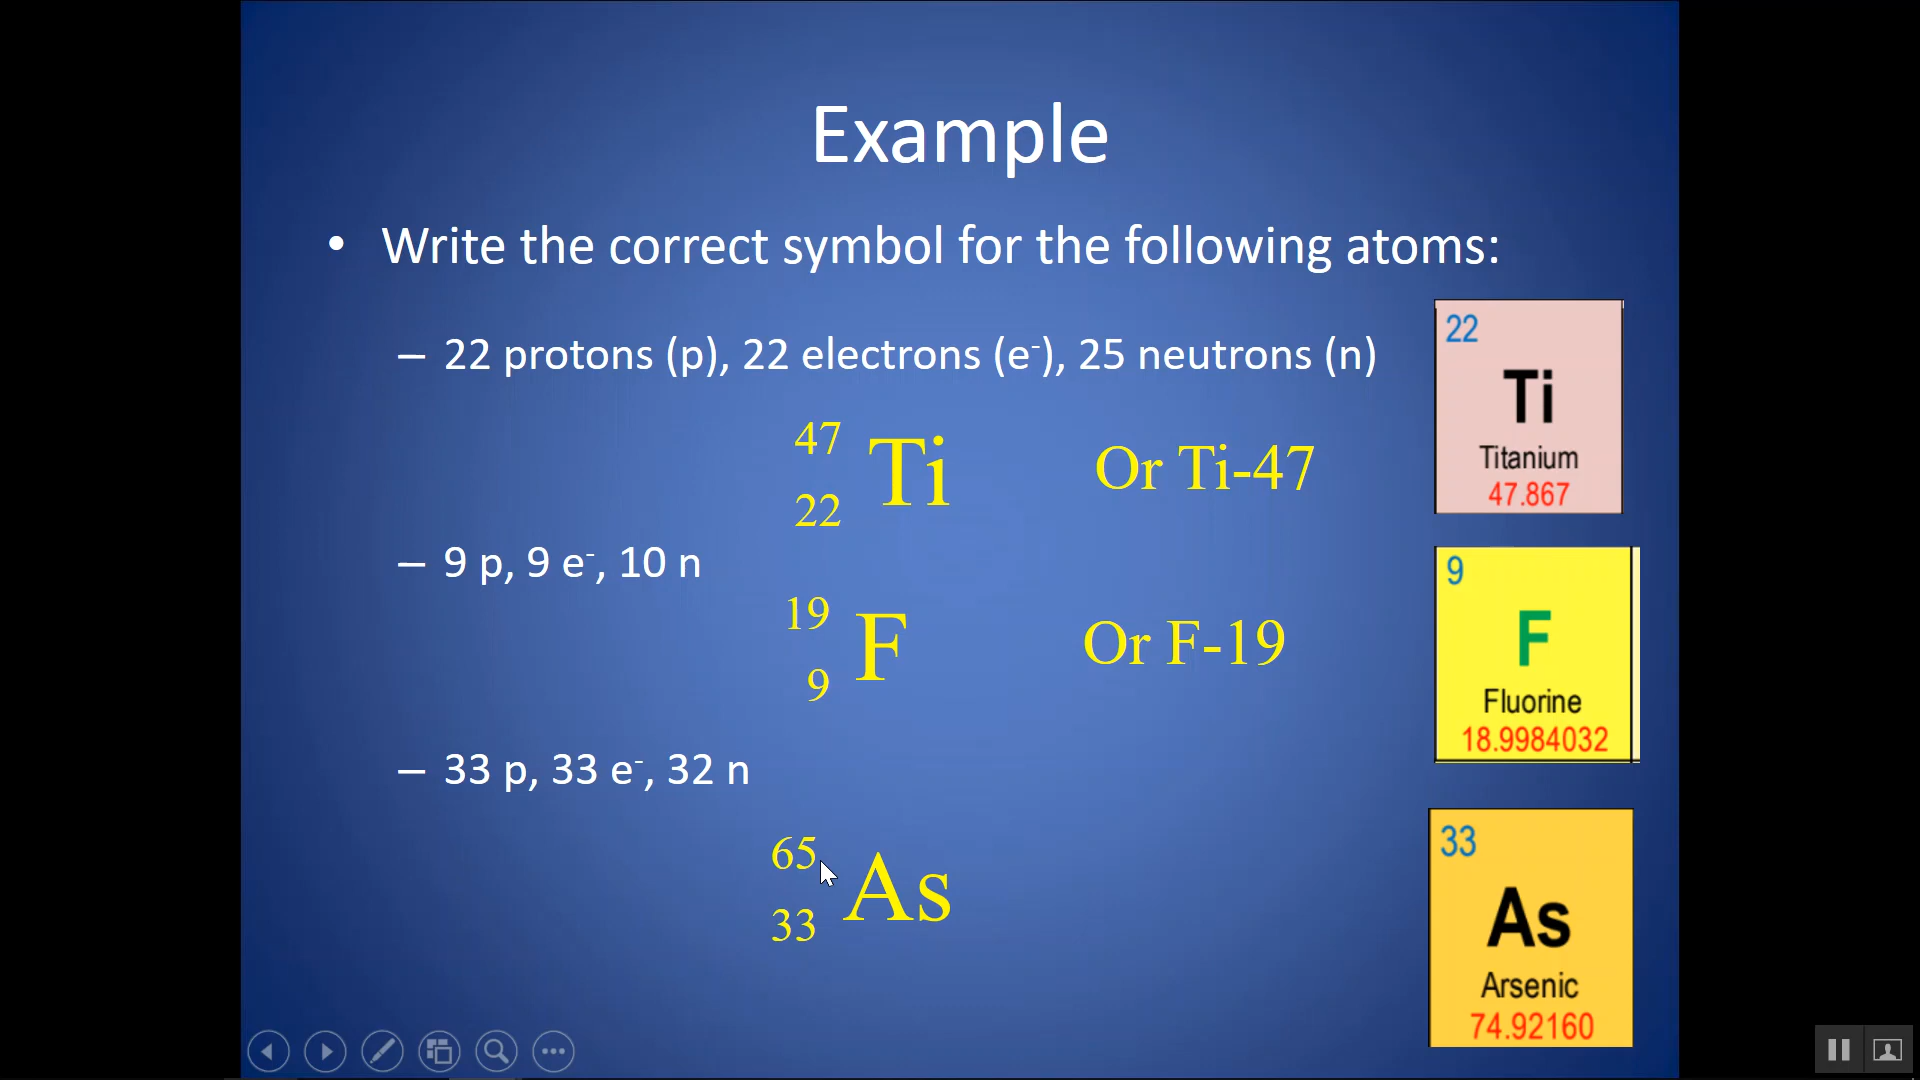 Example
• Write the correct symbol for the following atoms:
– 22 protons (p), 22 electrons (e⁻), 25 neutrons (n)
47
22
Ti
Or Ti-47
– 9 p, 9 e⁻, 10 n
19
9
F
Or F-19
– 33 p, 33 e⁻, 32 n
65
33
As
22
Ti
Titanium
47.867
9
F
Fluorine
18.9984032
33
As
Arsenic
74.92160